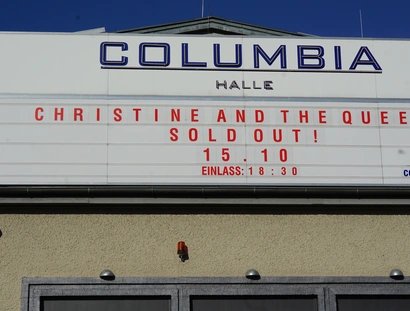 COLUMBIA
HALLE
CHRISTINE AND THE QUEE
SOLD OUT!
15.10
EINLASS:18:30